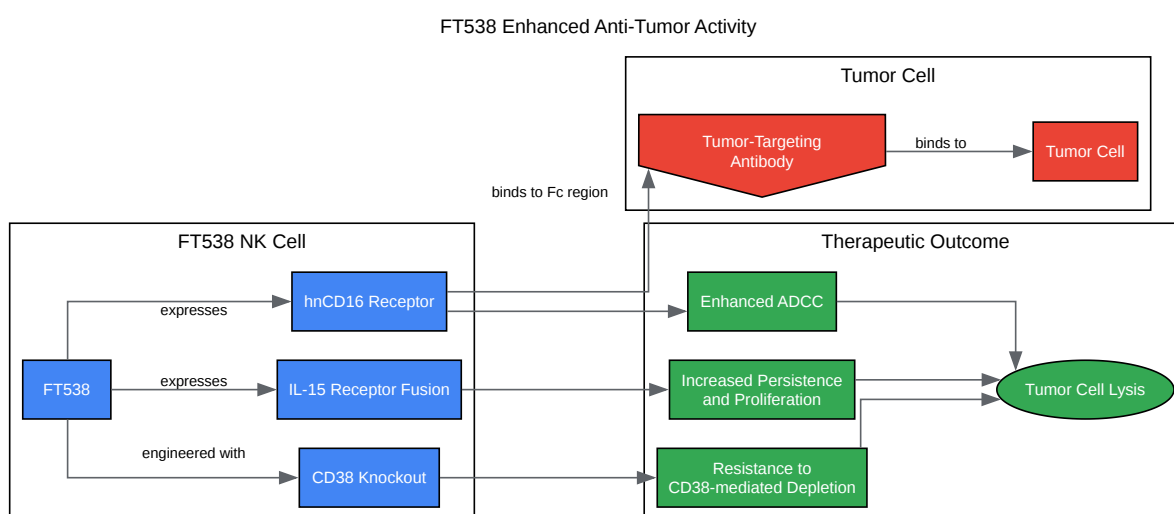 FT538 Enhanced Anti-Tumor Activity
Tumor Cell
Tumor-Targeting
Antibody
binds to
Tumor Cell
binds to Fc region
FT538 NK Cell
Therapeutic Outcome
hnCD16 Receptor
Enhanced ADCC
expresses
FT538
expresses
IL-15 Receptor Fusion
Increased Persistence
and Proliferation
Tumor Cell Lysis
engineered with
CD38 Knockout
Resistance to
CD38-mediated Depletion